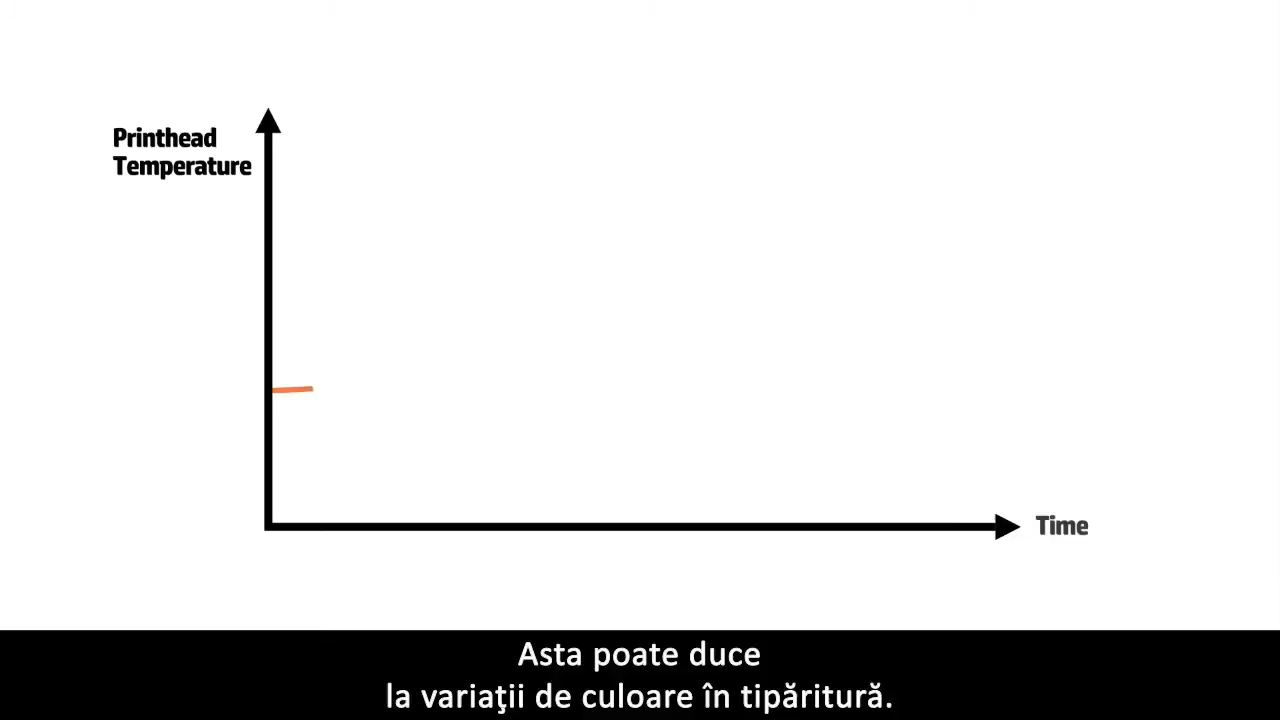 Printhead
Temperature
Time
Asta poate duce
la variaţii de culoare în tipăritură.